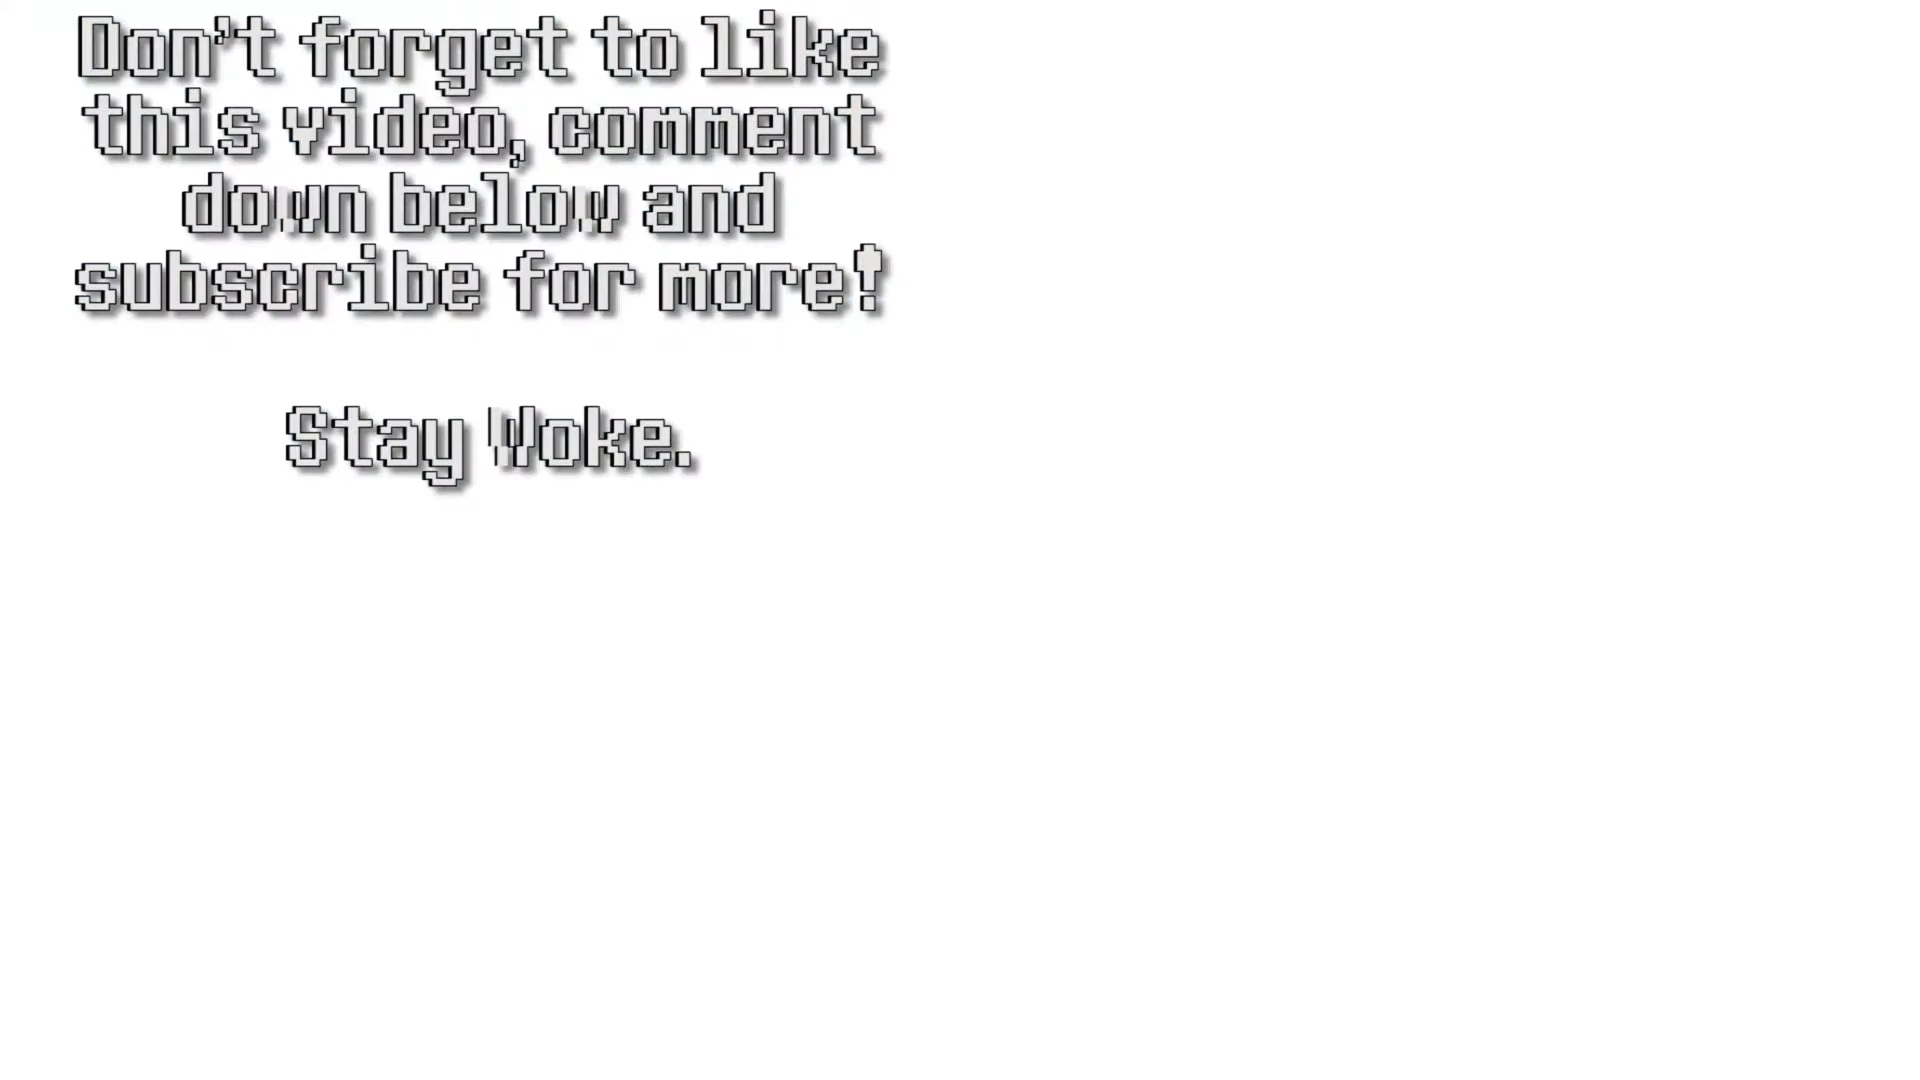 Don't forget to like
this video, comment
down below and
subscribe for more!
Stay Woke.